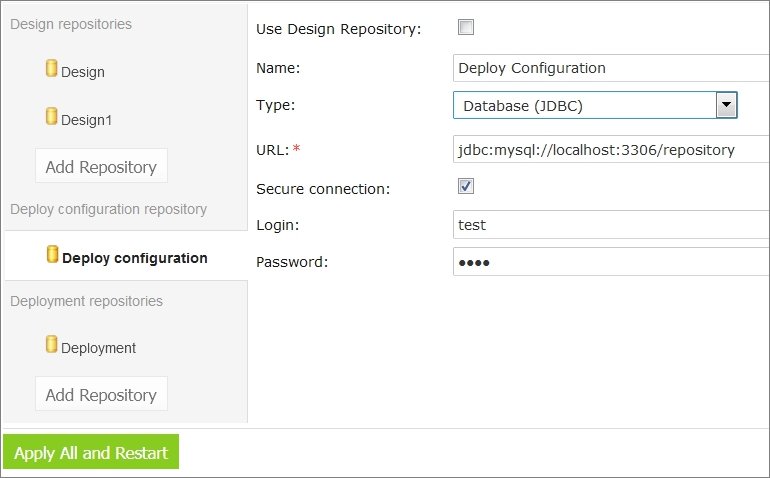 Design repositories
Design
Design1
Add Repository
Deploy configuration repository
Deploy configuration
Deployment repositories
Deployment
Add Repository
Apply All and Restart
Use Design Repository:
Name: Deploy Configuration
Type: Database (JDBC)
URL:* jdbc:mysql://localhost:3306/repository
Secure connection:
Login: test
Password: ••••